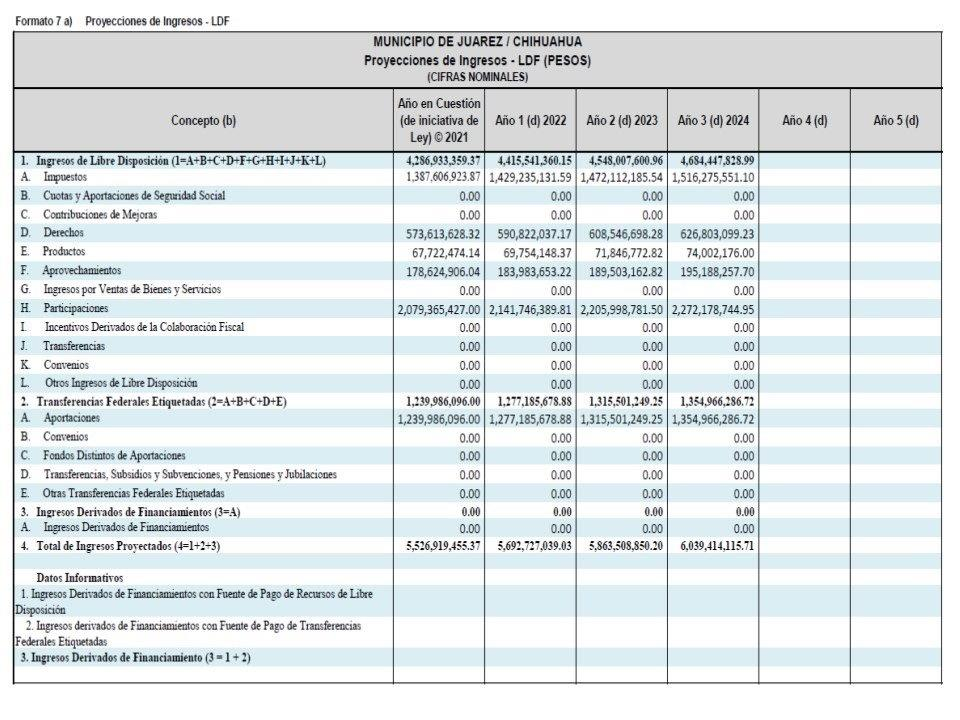 Formato 7 a) Proyecciones de Ingresos - LDF
MUNICIPIO DE JUAREZ / CHIHUAHUA
Proyecciones de Ingresos - LDF (PESOS)
(CIFRAS NOMINALES)
Concepto (b) Año en Cuestión (de iniciativa de Ley) © 2021 Año 1 (d) 2022 Año 2 (d) 2023 Año 3 (d) 2024 Año 4 (d) Año 5 (d)
1. Ingresos de Libre Disposición (1=A+B+C+D+F+G+H+I+J+K+L) 4,286,933,359.37 4,415,541,360.15 4,548,007,600.96 4,684,447,828.99
A. Impuestos 1,387,606,923.87 1,429,235,131.59 1,472,112,185.54 1,516,275,551.10
B. Cuotas y Aportaciones de Seguridad Social 0.00 0.00 0.00 0.00
C. Contribuciones de Mejoras 0.00 0.00 0.00 0.00
D. Derechos 573,613,628.32 590,822,037.17 608,546,698.28 626,803,099.23
E. Productos 67,722,474.14 69,754,148.37 71,846,772.82 74,002,176.00
F. Aprovechamientos 178,624,906.04 183,983,653.22 189,503,162.82 195,188,257.70
G. Ingresos por Ventas de Bienes y Servicios 0.00 0.00 0.00 0.00
H. Participaciones 2,079,365,427.00 2,141,746,389.81 2,205,998,781.50 2,272,178,744.95
I. Incentivos Derivados de la Colaboración Fiscal 0.00 0.00 0.00 0.00
J. Transferencias 0.00 0.00 0.00 0.00
K. Convenios 0.00 0.00 0.00 0.00
L. Otros Ingresos de Libre Disposición 0.00 0.00 0.00 0.00
2. Transferencias Federales Etiquetadas (2=A+B+C+D+E) 1,239,986,096.00 1,277,185,678.88 1,315,501,249.25 1,354,966,286.72
A. Aportaciones 1,239,986,096.00 1,277,185,678.88 1,315,501,249.25 1,354,966,286.72
B. Convenios 0.00 0.00 0.00 0.00
C. Fondos Distintos de Aportaciones 0.00 0.00 0.00 0.00
D. Transferencias, Subsidios y Subvenciones, y Pensiones y Jubilaciones 0.00 0.00 0.00 0.00
E. Otras Transferencias Federales Etiquetadas 0.00 0.00 0.00 0.00
3. Ingresos Derivados de Financiamientos (3=A) 0.00 0.00 0.00 0.00
A. Ingresos Derivados de Financiamientos 0.00 0.00 0.00 0.00
4. Total de Ingresos Proyectados (4=1+2+3) 5,526,919,455.37 5,692,727,039.03 5,863,508,850.20 6,039,414,115.71
Datos Informativos
1. Ingresos Derivados de Financiamientos con Fuente de Pago de Recursos de Libre
Disposición
2. Ingresos derivados de Financiamientos con Fuente de Pago de Transferencias
Federales Etiquetadas
3. Ingresos Derivados de Financiamiento (3 = 1 + 2)